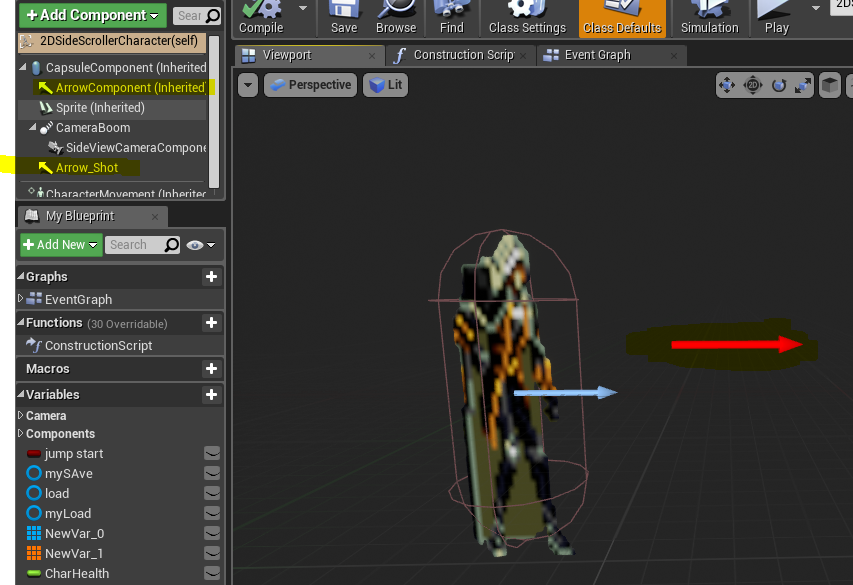 + Add Component
Sear
Compile
Save
Browse
Find
Class Settings
Class Defaults
Simulation
Play
2DSideScrollerCharacter(self)
CapsuleComponent (Inherited
ArrowComponent (Inherited)
Sprite (Inherited)
CameraBoom
SideViewCameraCompone
Arrow_Shot
CharacterMovement (Inherited
Viewport
Construction Scrip
Event Graph
Perspective
Lit
My Blueprint
+ Add New
Search
Graphs
EventGraph
Functions (30 Overridable)
ConstructionScript
Macros
Variables
Camera
Components
jump start
mySAve
load
myLoad
NewVar_0
NewVar_1
CharHealth